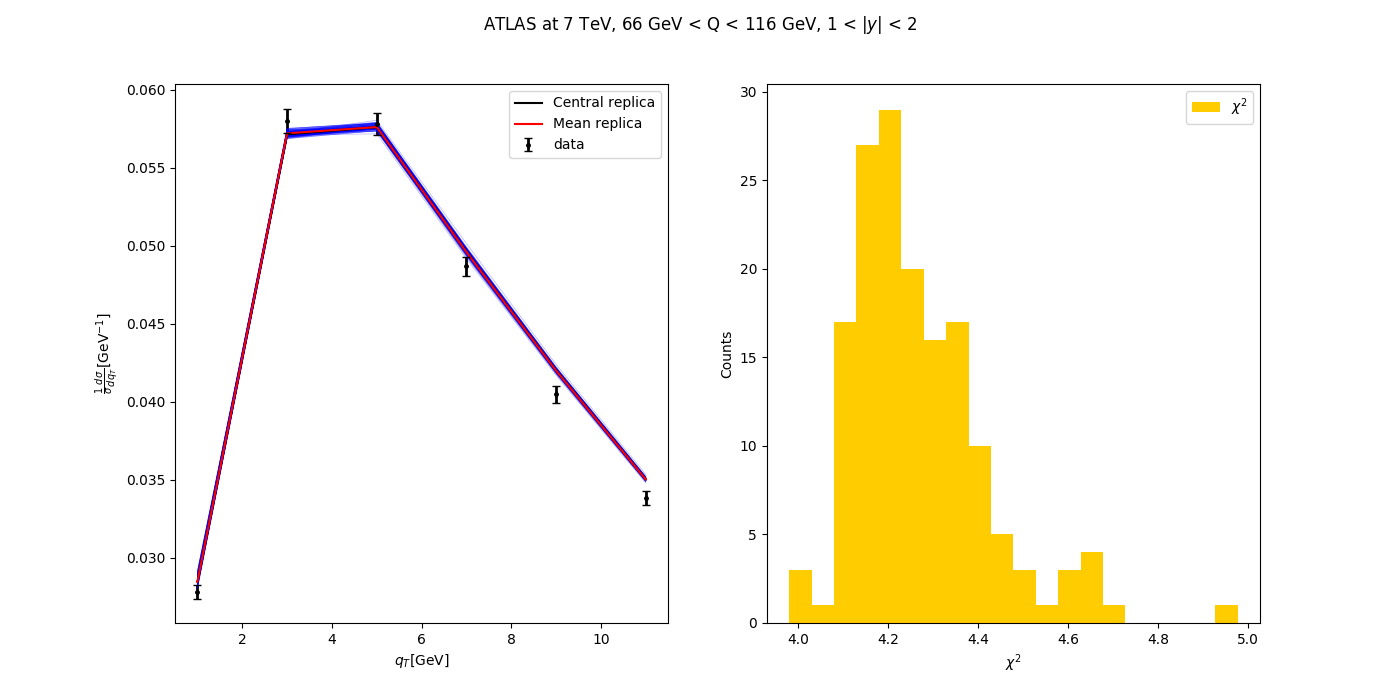 ATLAS at 7 TeV, 66 GeV < Q < 116 GeV, 1 < |y| < 2
0.060
0.055
0.050
0.045
0.040
0.035
0.030
2
4
6
8
10
q_T[GeV]
1/σ dσ/dq_T [GeV⁻¹]
Central replica
Mean replica
data
30
25
20
15
10
5
0
4.0
4.2
4.4
4.6
4.8
5.0
χ²
Counts
χ²